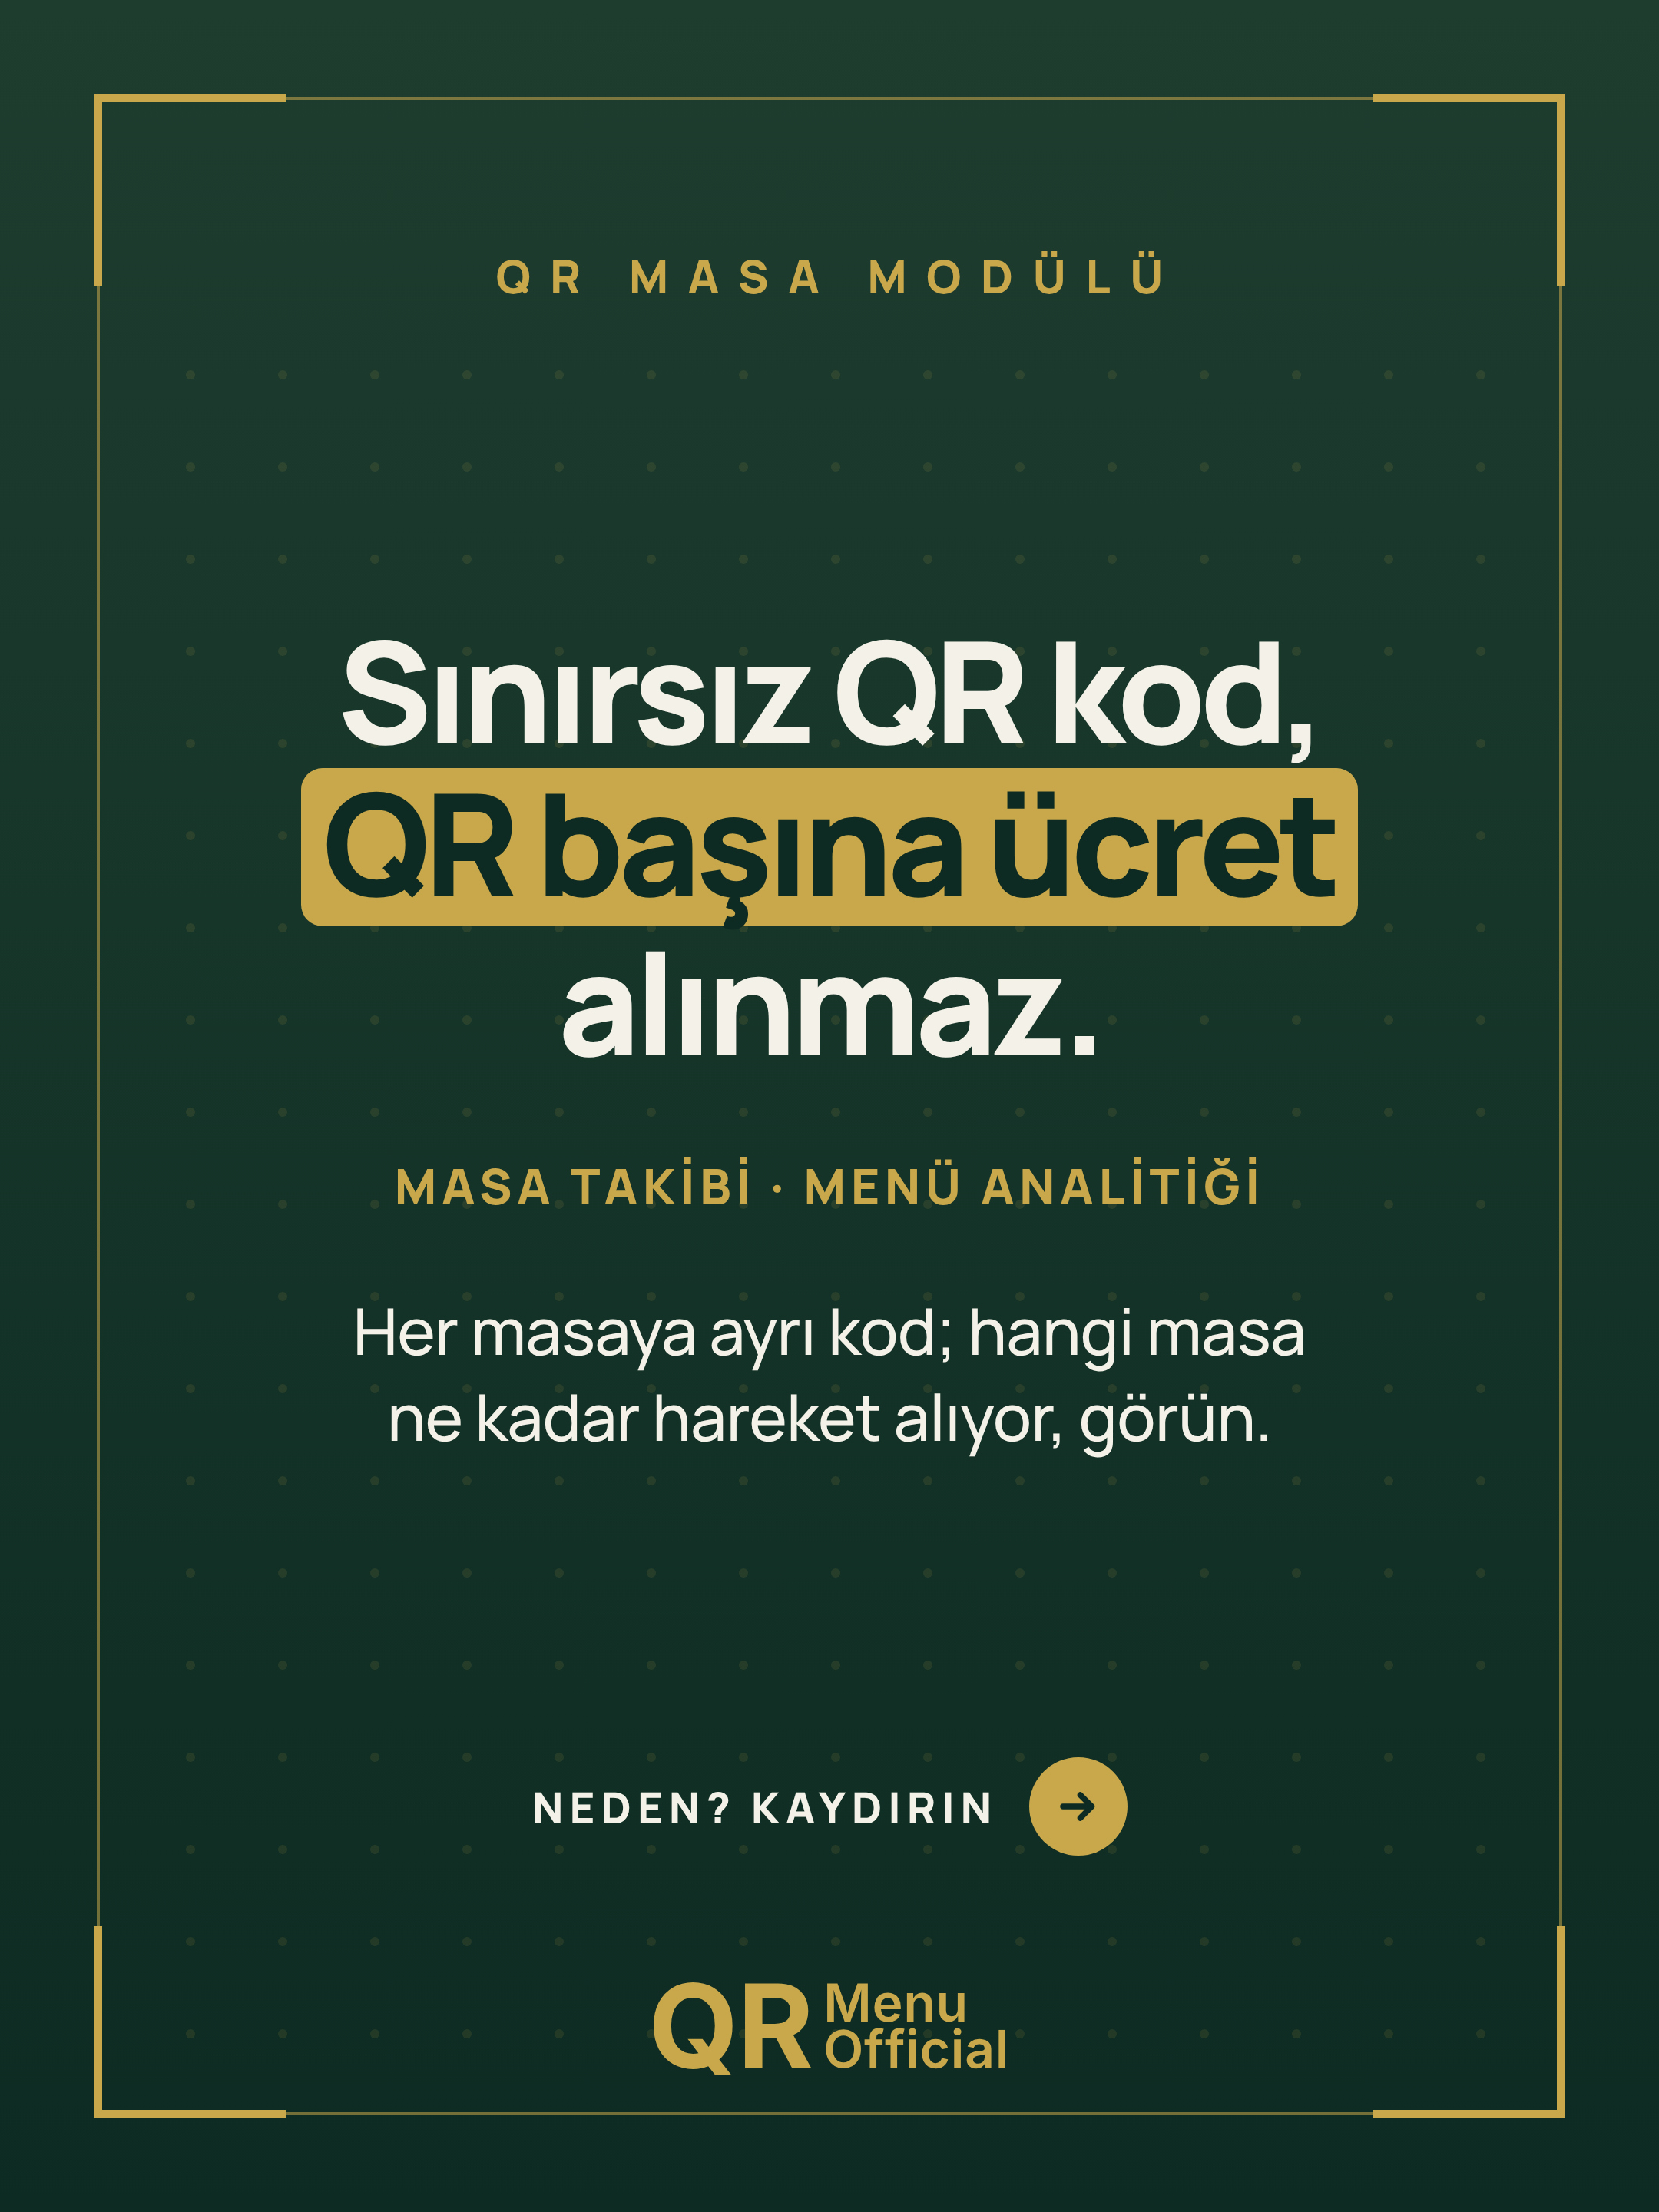 QR MASA MODÜLÜ
Sınırsız QR kod,
QR başına ücret
alınmaz.
MASA TAKİBİ · MENÜ ANALİTİĞİ
Her masaya ayrı kod; hangi masa
ne kadar hareket alıyor, görün.
NEDEN? KAYDIRIN
QR Menu
Official